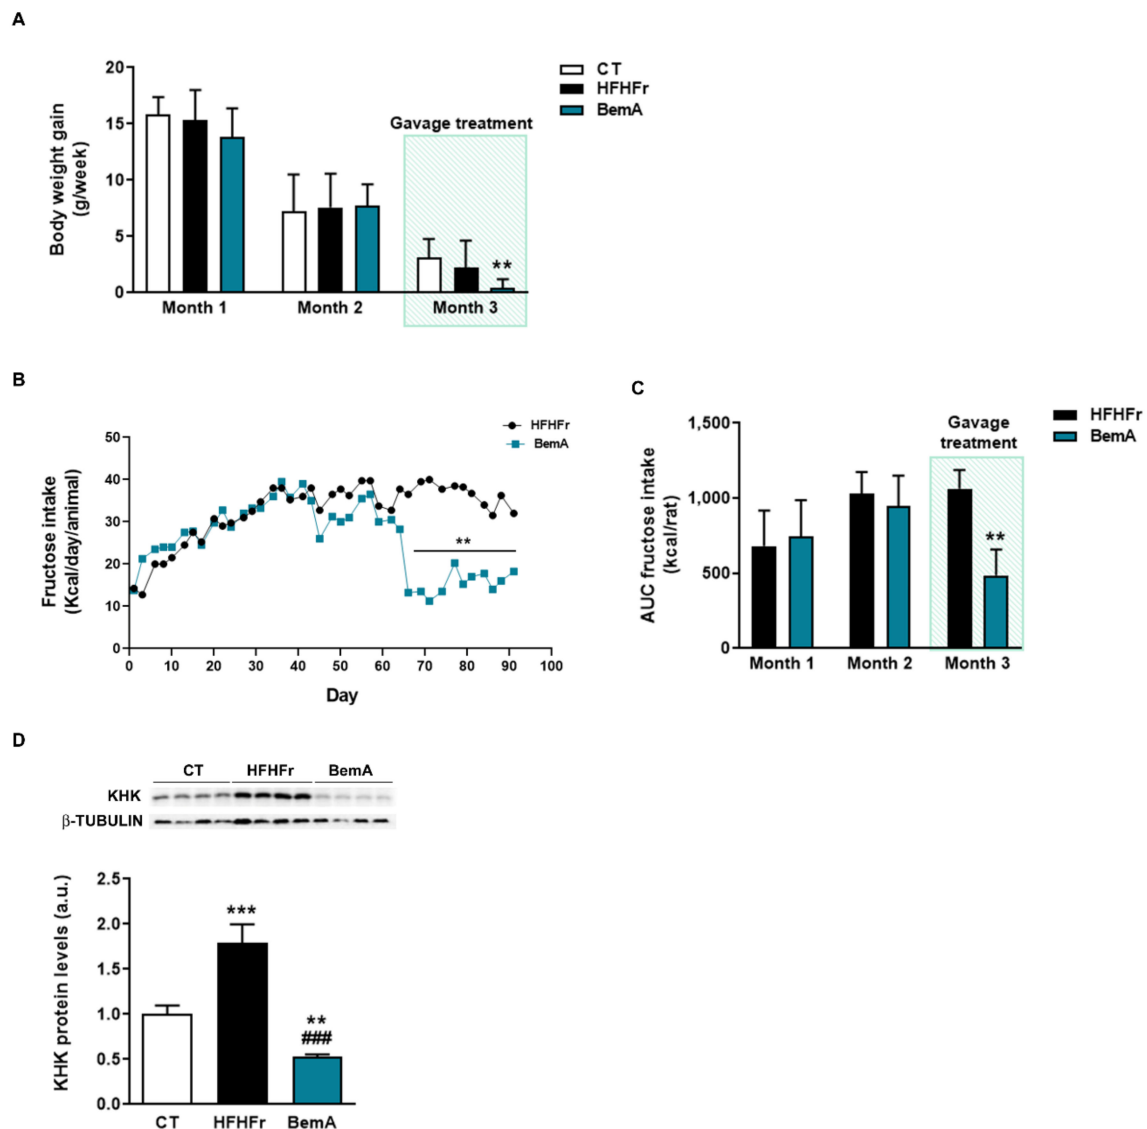 A
Body weight gain
(g/week)
20
15
10
5
0
CT
HFHFr
BemA
Gavage treatment
**
Month 1
Month 2
Month 3
B
Fructose intake
(Kcal/day/animal)
50
40
30
20
10
0
HFHFr
BemA
**
0 10 20 30 40 50 60 70 80 90 100
Day
C
AUC fructose intake
(kcal/rat)
1,500
1,000
500
0
Gavage
treatment
HFHFr
BemA
**
Month 1
Month 2
Month 3
D
CT HFHFr BemA
KHK
β-TUBULIN
KHK protein levels (a.u.)
2.5
2.0
1.5
1.0
0.5
0.0
***
**
###
CT HFHFr BemA